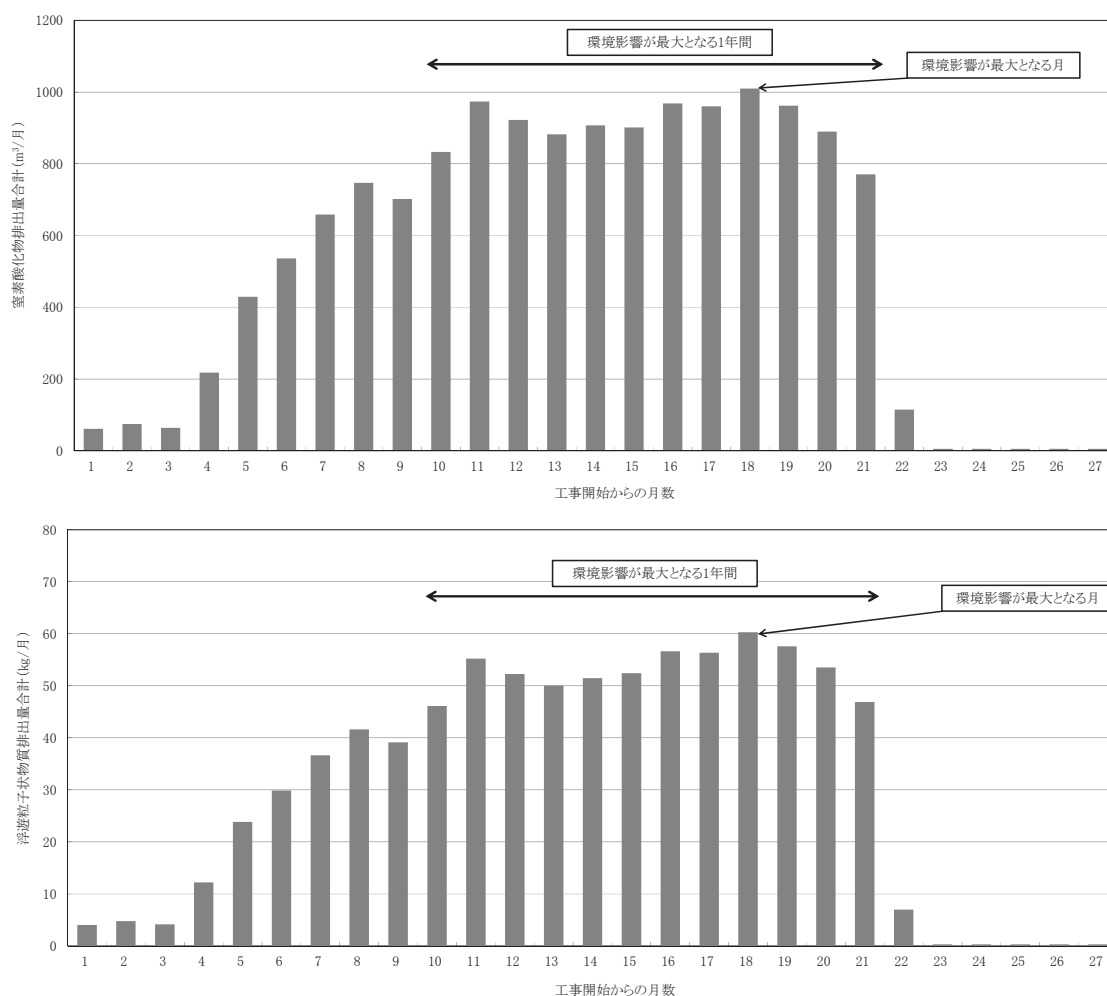 1200
1000
800
600
400
200
0
窒素酸化物排出量合計(m³/月)
環境影響が最大となる1年間
環境影響が最大となる月
1 2 3 4 5 6 7 8 9 10 11 12 13 14 15 16 17 18 19 20 21 22 23 24 25 26 27
工事開始からの月数
80
70
60
50
40
30
20
10
0
浮遊粒子状物質排出量合計(kg/月)
環境影響が最大となる1年間
環境影響が最大となる月
1 2 3 4 5 6 7 8 9 10 11 12 13 14 15 16 17 18 19 20 21 22 23 24 25 26 27
工事開始からの月数